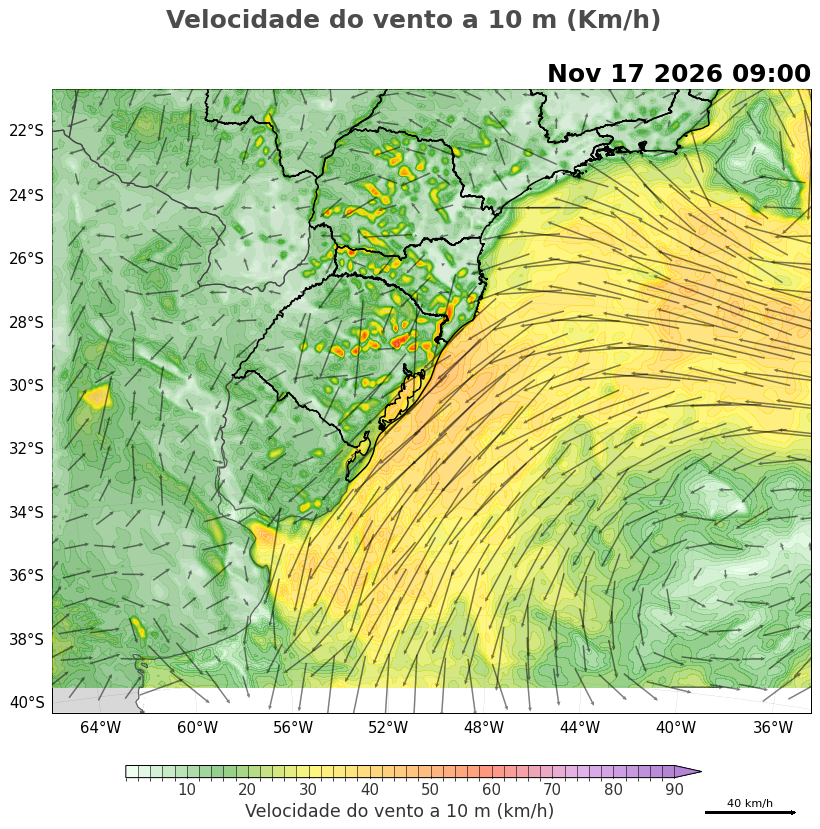 Velocidade do vento a 10 m (Km/h)
Nov 17 2026 09:00
22°S
24°S
26°S
28°S
30°S
32°S
34°S
36°S
38°S
40°S
64°W 60°W 56°W 52°W 48°W 44°W 40°W 36°W
10 20 30 40 50 60 70 80 90
Velocidade do vento a 10 m (km/h)
40 km/h